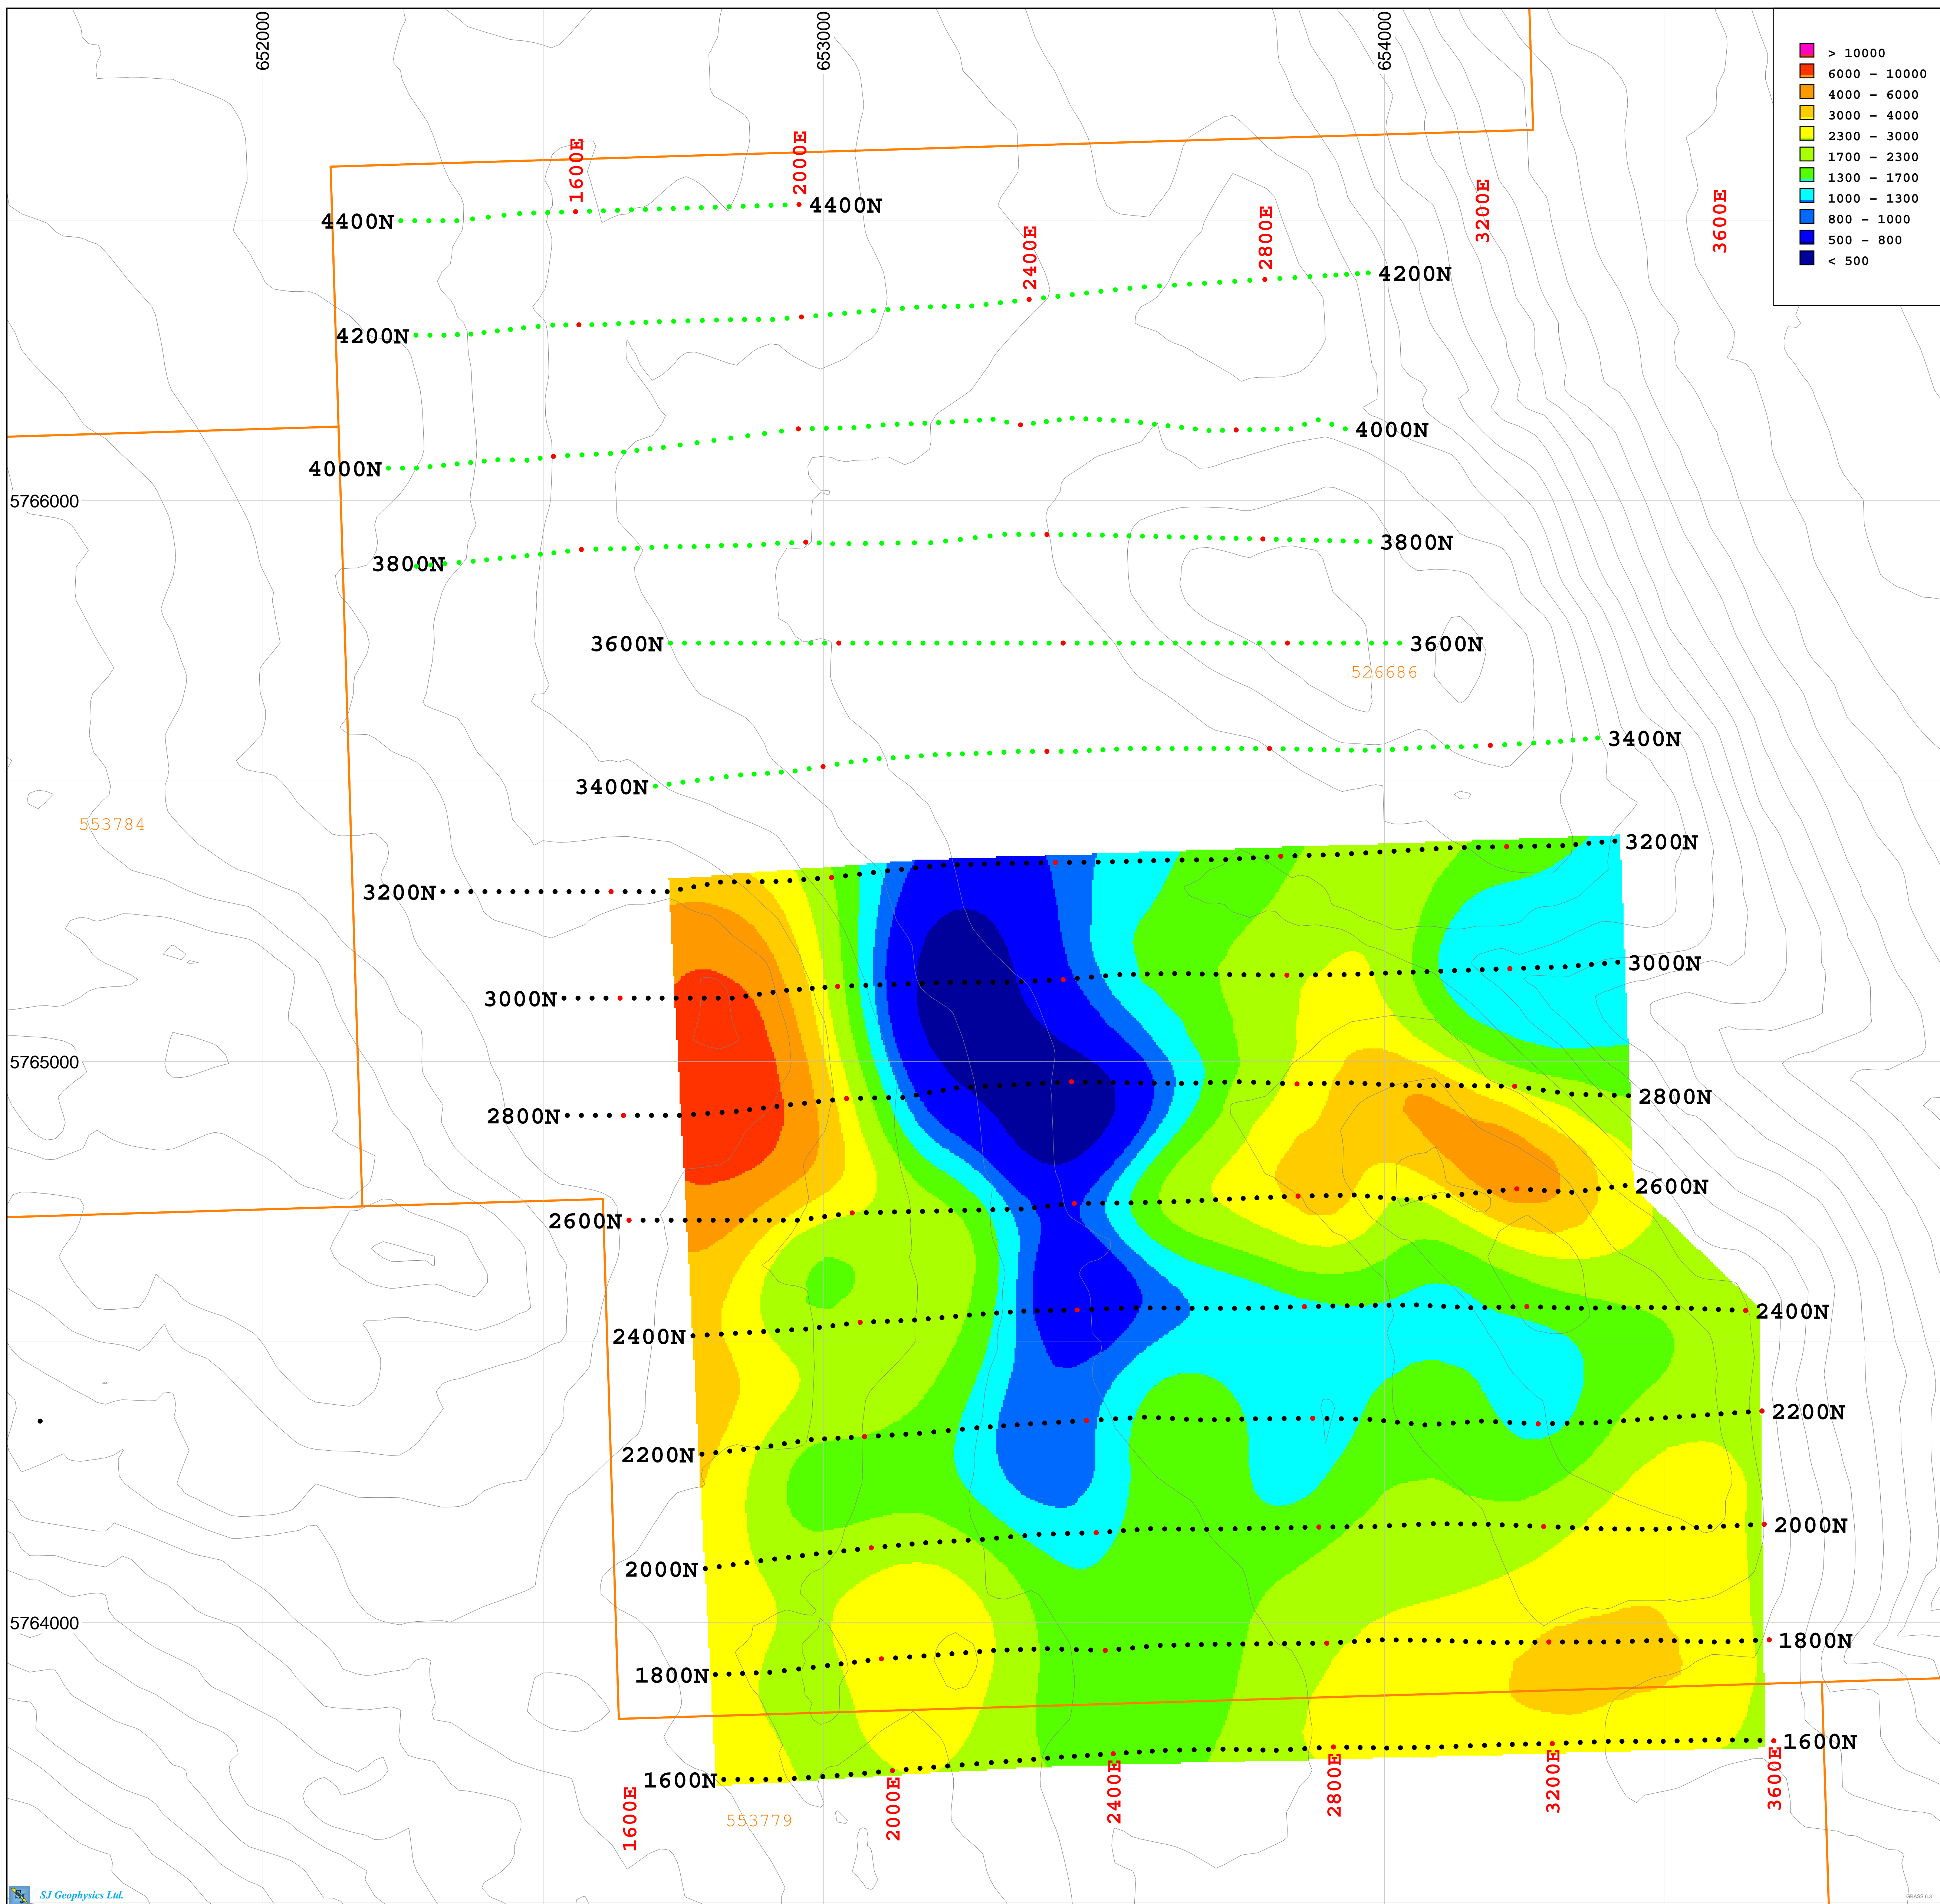 652000
653000
654000
> 10000
6000 - 10000
4000 - 6000
3000 - 4000
2300 - 3000
1700 - 2300
1300 - 1700
1000 - 1300
800 - 1000
500 - 800
< 500
1600E
2000E
2400E
2800E
3200E
3600E
4400N 4400N
4200N 4200N
4000N 4000N
5766000
3800N 3800N
3600N 3600N
526686
3400N 3400N
553784
3200N 3200N
3000N 3000N
5765000
2800N 2800N
2600N 2600N
2400N 2400N
2200N 2200N
2000N 2000N
5764000
1800N 1800N
1600N 1600N
1600E
2000E
2400E
2800E
3200E
3600E
553779
SJ Geophysics Ltd.
GRASS 6.3